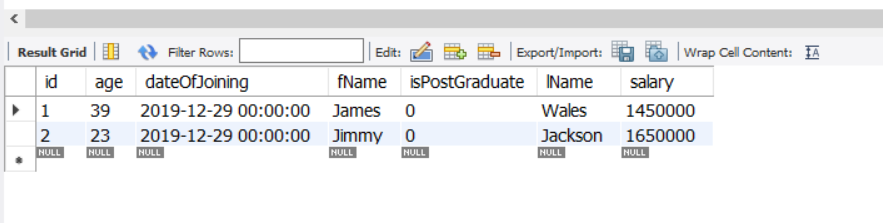 Result Grid Filter Rows: Edit: Export/Import: Wrap Cell Content: IA
id age dateOfJoining fName isPostGraduate lName salary
1 39 2019-12-29 00:00:00 James 0 Wales 1450000
2 23 2019-12-29 00:00:00 Jimmy 0 Jackson 1650000
NULL NULL NULL NULL NULL NULL NULL